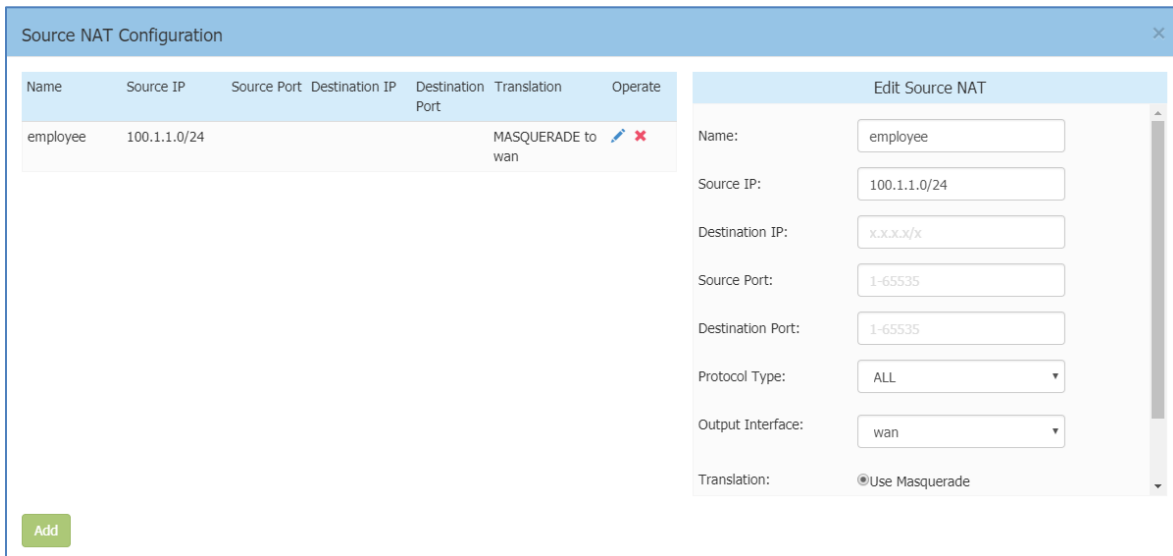 Source NAT Configuration
Name Source IP Source Port Destination IP Destination Port Translation Operate
employee 100.1.1.0/24 MASQUERADE to wan
Add
Edit Source NAT
Name: employee
Source IP: 100.1.1.0/24
Destination IP: x.x.x.x/x
Source Port: 1-65535
Destination Port: 1-65535
Protocol Type: ALL
Output Interface: wan
Translation: Use Masquerade